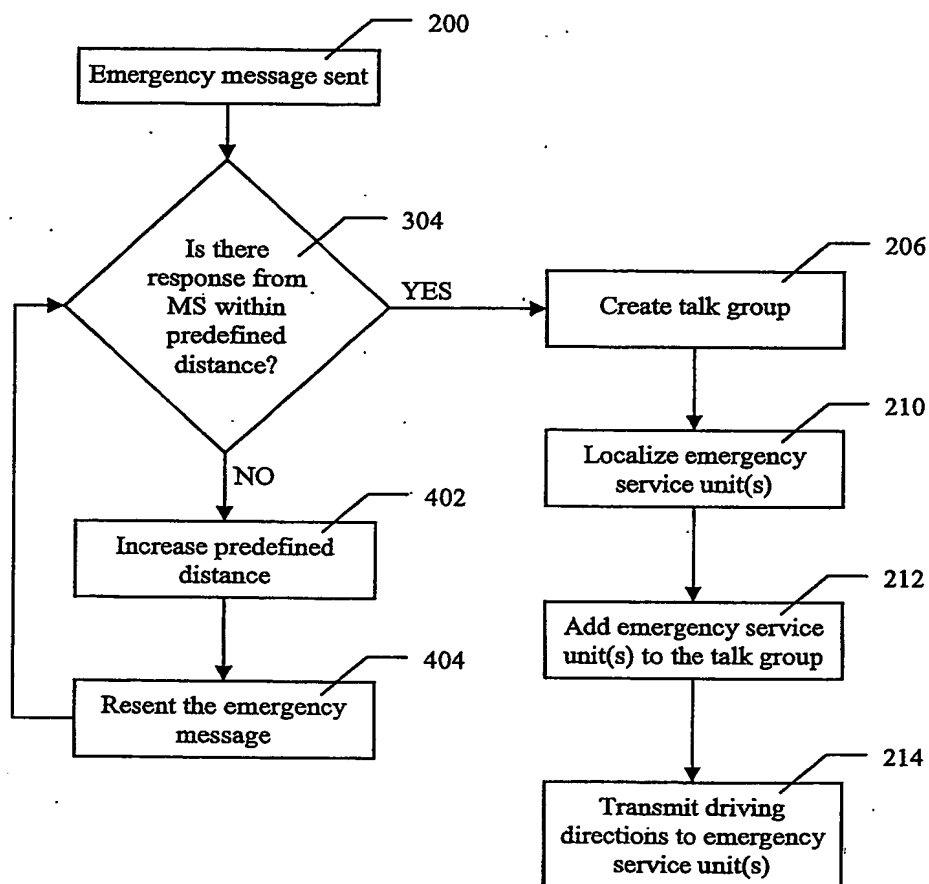 200
Emergency message sent
304
Is there
response from
MS within
predefined
distance?
YES
NO
402
Increase predefined
distance
404
Resent the emergency
message
206
Create talk group
210
Localize emergency
service unit(s)
212
Add emergency service
unit(s) to the talk group
214
Transmit driving
directions to emergency
service unit(s)